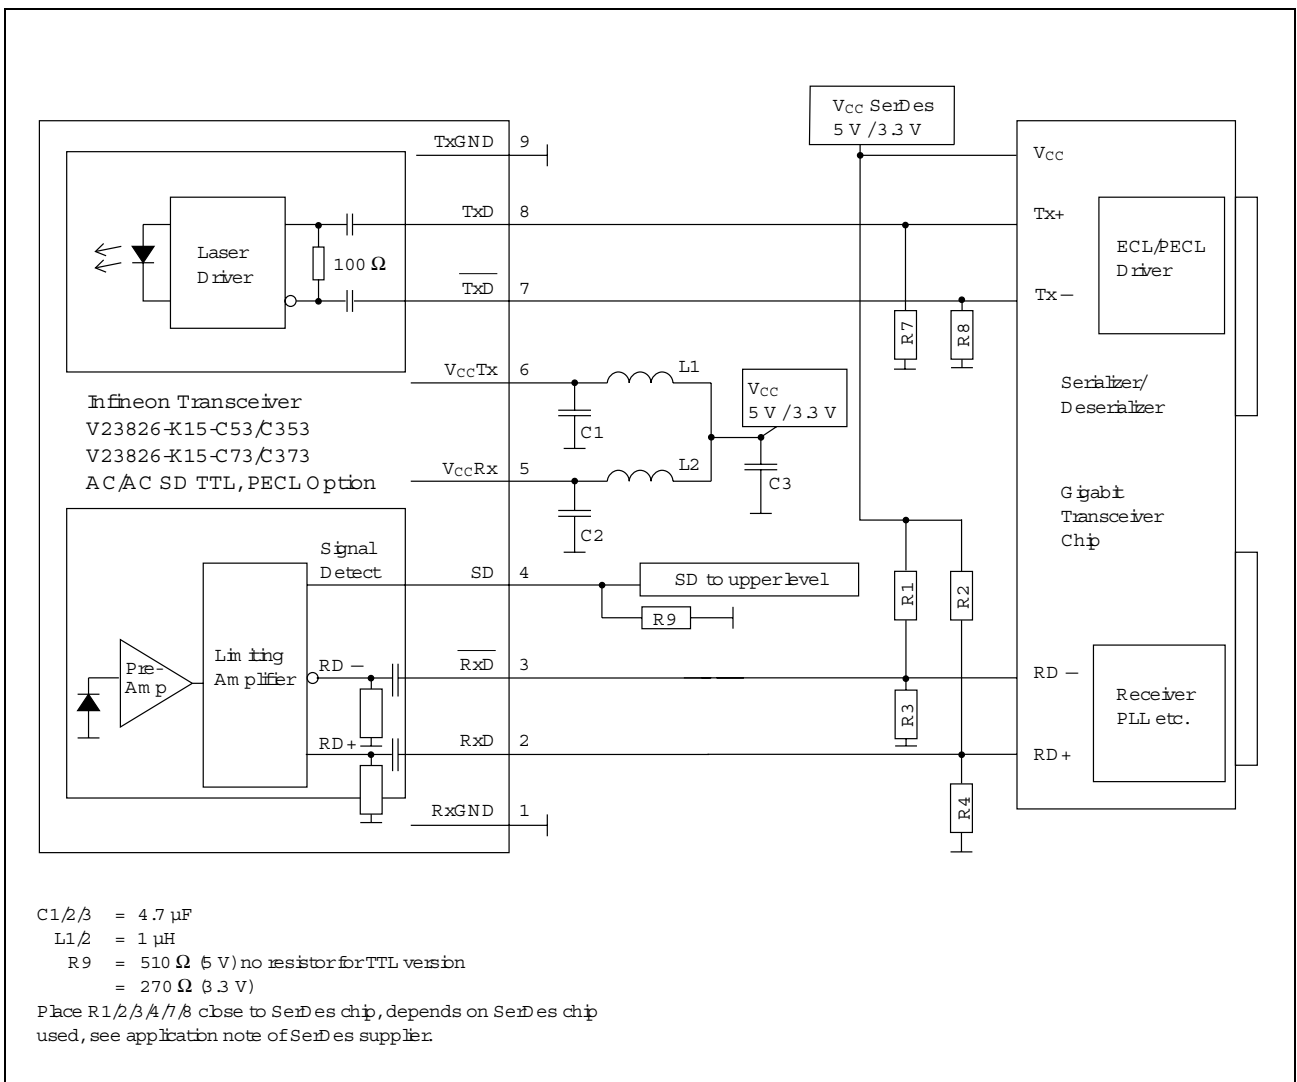 VCC SerDes
5 V / 3.3 V
TxGND 9
VCC
TxD 8
Tx+
Laser
Driver
100 Ω
ECL/PECL
Driver
TxD 7
Tx−
R7
R8
VCCTx 6
L1
VCC
5 V / 3.3 V
C1
Infineon Transceiver
V23826-K15-C53/C353
V23826-K15-C73/C373
AC/AC SD TTL, PECL Option
Serializer/
Deserializer
VCCRx 5
L2
C3
C2
Gigabit
Transceiver
Chip
Signal
Detect
SD 4
SD to upper level
R9
R1
R2
Pre-
Amp
Limiting
Amplifier
RD−
RxD 3
RD−
R3
Receiver
PLL etc.
RD+
RxD 2
RD+
R4
RxGND 1
C1/2/3 = 4.7 µF
L1/2 = 1 µH
R9 = 510 Ω (5 V) no resistor for TTL version
= 270 Ω (3.3 V)
Place R1/2/3/4/7/8 close to SerDes chip, depends on SerDes chip
used, see application note of SerDes supplier.